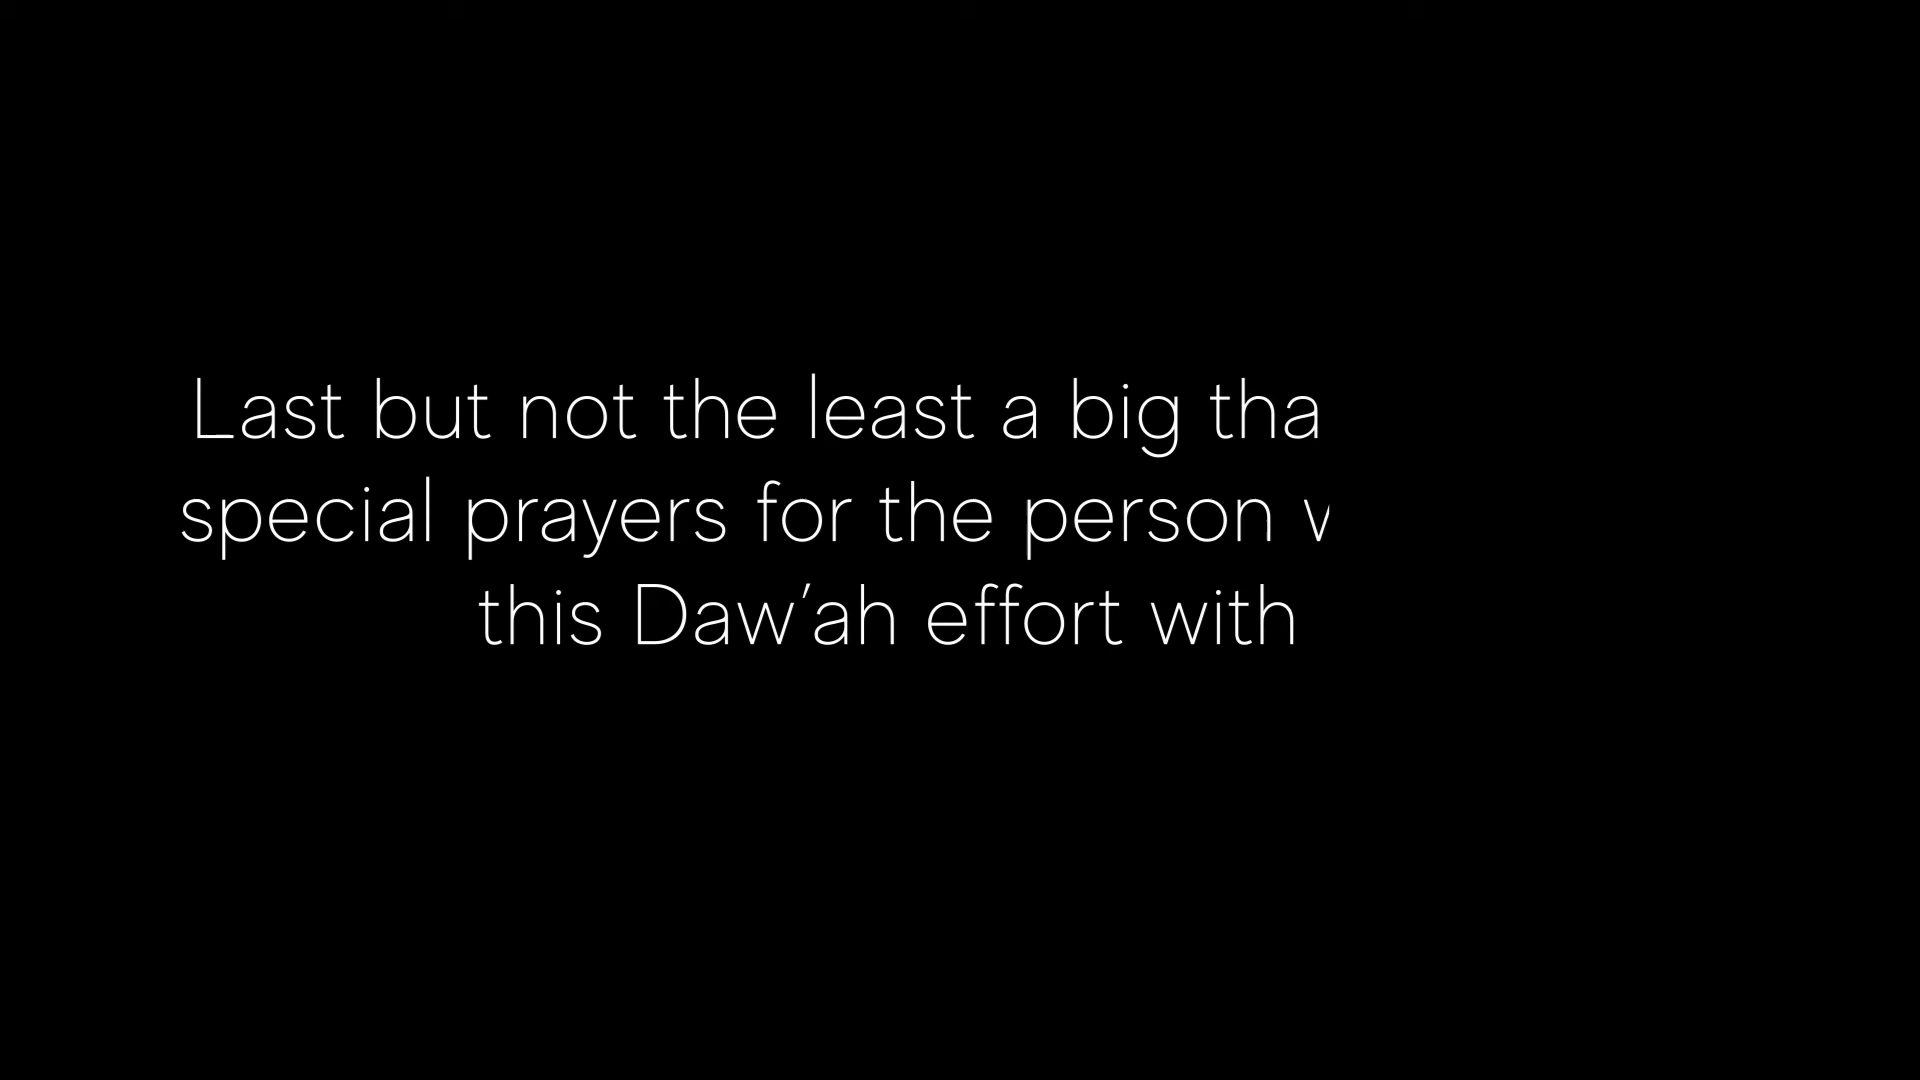 Last but not the least a big tha
special prayers for the person
this Daw'ah effort with